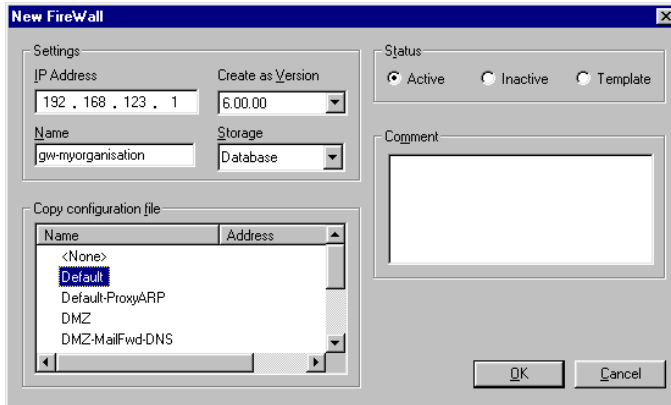 New FireWall
Settings
IP Address
Create as Version
192 . 168 . 123 . 1
6.00.00
Name
Storage
gw-myorganisation
Database
Copy configuration file
Name Address
<None>
Default
Default-ProxyARP
DMZ
DMZ-MailFwd-DNS
Status
Active Inactive Template
Comment
OK Cancel